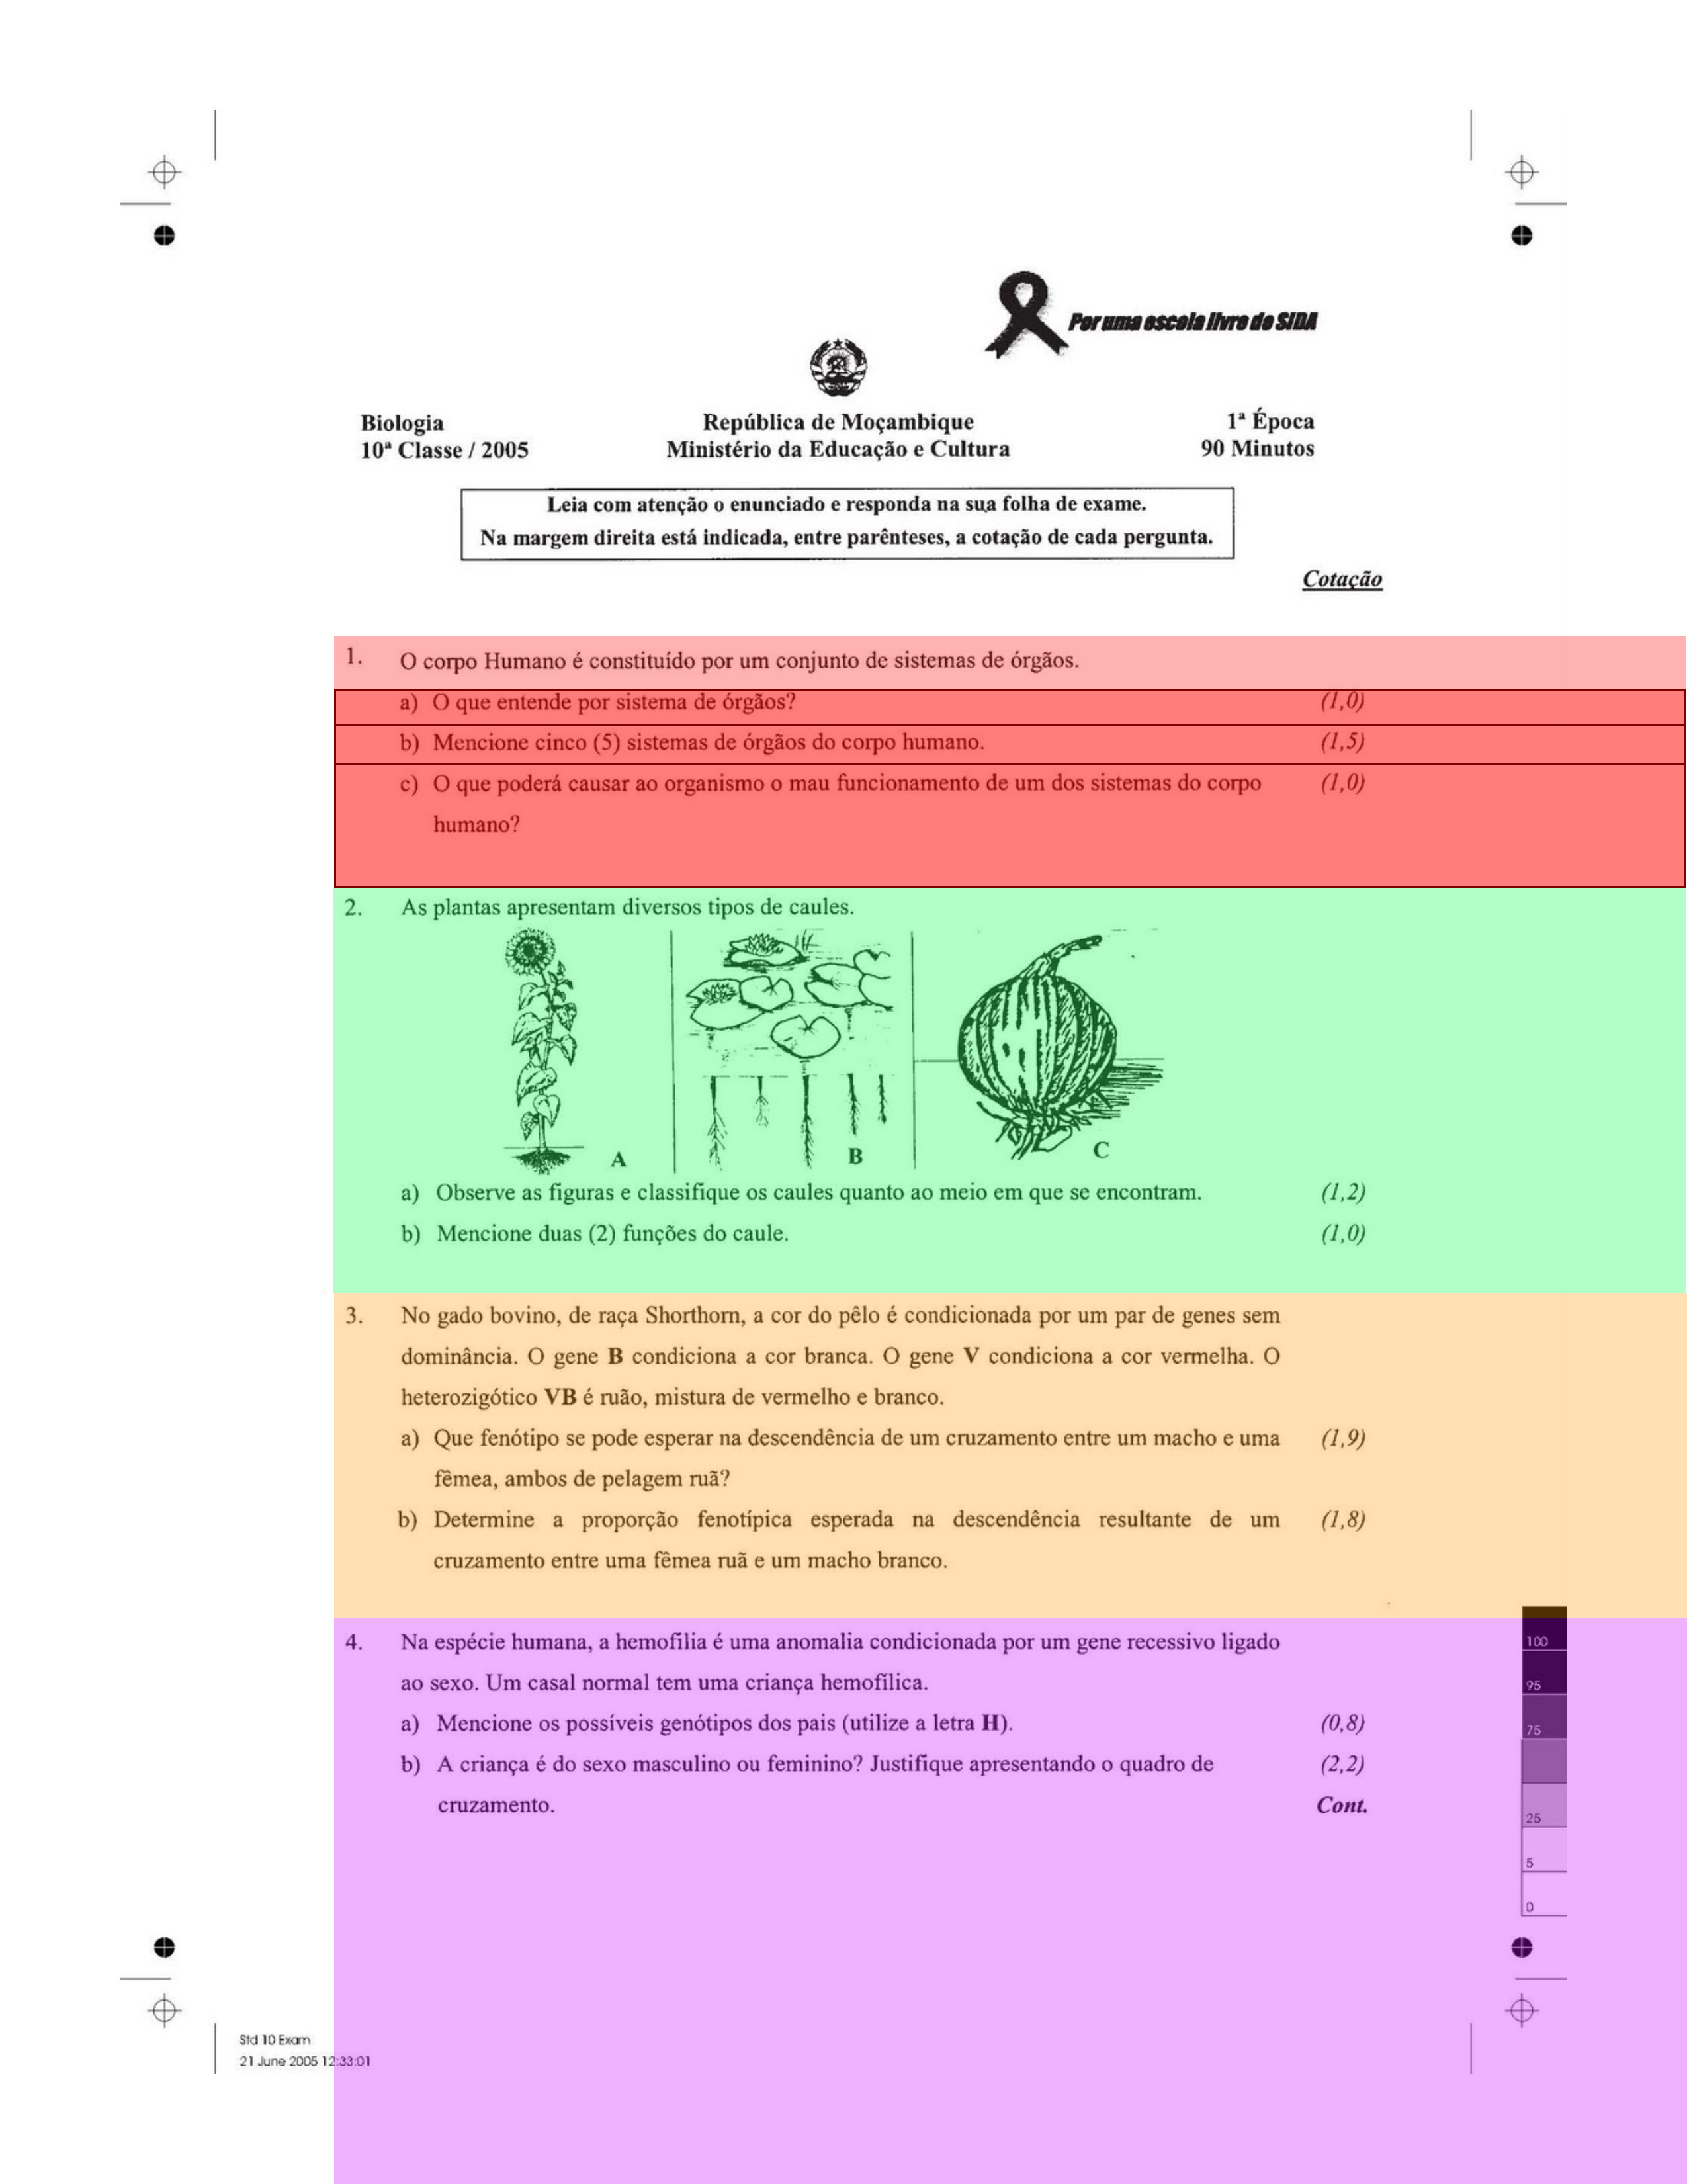 Por uma escola livre do SIDA
Biologia República de Moçambique 1ª Época
10ª Classe / 2005 Ministério da Educação e Cultura 90 Minutos
Leia com atenção o enunciado e responda na sua folha de exame.
Na margem direita está indicada, entre parênteses, a cotação de cada pergunta.
Cotação
1. O corpo Humano é constituído por um conjunto de sistemas de órgãos.
a) O que entende por sistema de órgãos? (1,0)
b) Mencione cinco (5) sistemas de órgãos do corpo humano. (1,5)
c) O que poderá causar ao organismo o mau funcionamento de um dos sistemas do corpo (1,0)
humano?
2. As plantas apresentam diversos tipos de caules.
A B C
a) Observe as figuras e classifique os caules quanto ao meio em que se encontram. (1,2)
b) Mencione duas (2) funções do caule. (1,0)
3. No gado bovino, de raça Shorthorn, a cor do pêlo é condicionada por um par de genes sem
dominância. O gene B condiciona a cor branca. O gene V condiciona a cor vermelha. O
heterozigótico VB é ruão, mistura de vermelho e branco.
a) Que fenótipo se pode esperar na descendência de um cruzamento entre um macho e uma (1,9)
fêmea, ambos de pelagem ruã?
b) Determine a proporção fenotípica esperada na descendência resultante de um (1,8)
cruzamento entre uma fêmea ruã e um macho branco.
4. Na espécie humana, a hemofilia é uma anomalia condicionada por um gene recessivo ligado
ao sexo. Um casal normal tem uma criança hemofílica.
a) Mencione os possíveis genótipos dos pais (utilize a letra H). (0,8)
b) A criança é do sexo masculino ou feminino? Justifique apresentando o quadro de (2,2)
cruzamento. Cont.
100
95
75
25
5
0
Std 10 Exam
21 June 2005 12:33:01